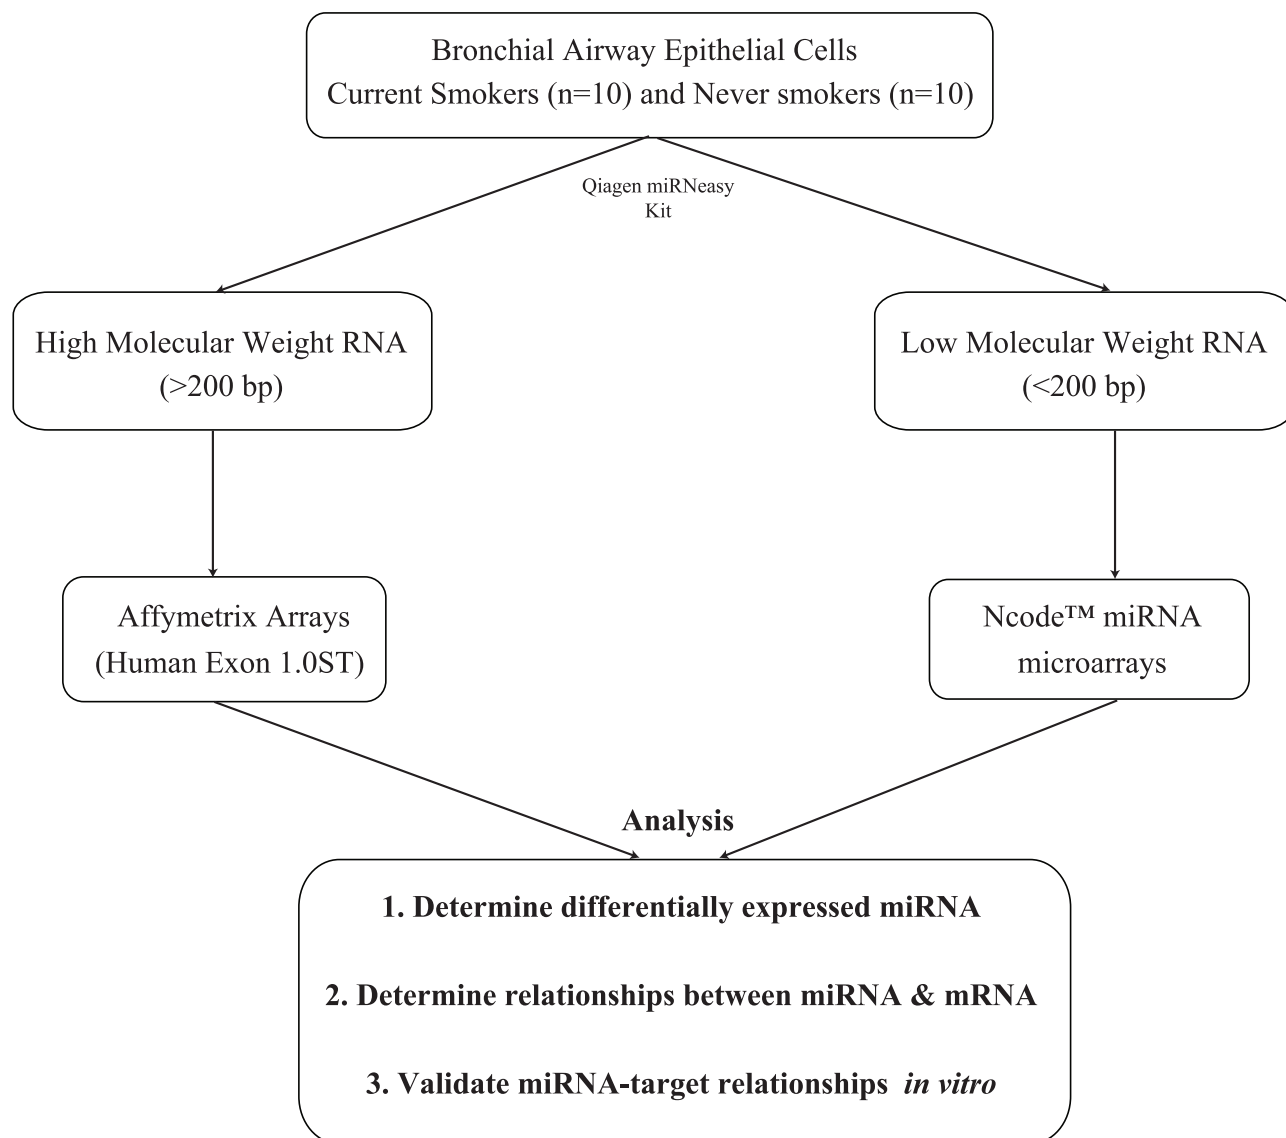 Bronchial Airway Epithelial Cells
Current Smokers (n=10) and Never smokers (n=10)
Qiagen miRNeasy
Kit
High Molecular Weight RNA
(>200 bp)
Low Molecular Weight RNA
(<200 bp)
Affymetrix Arrays
(Human Exon 1.0ST)
Ncode™ miRNA
microarrays
Analysis
1. Determine differentially expressed miRNA
2. Determine relationships between miRNA & mRNA
3. Validate miRNA-target relationships in vitro